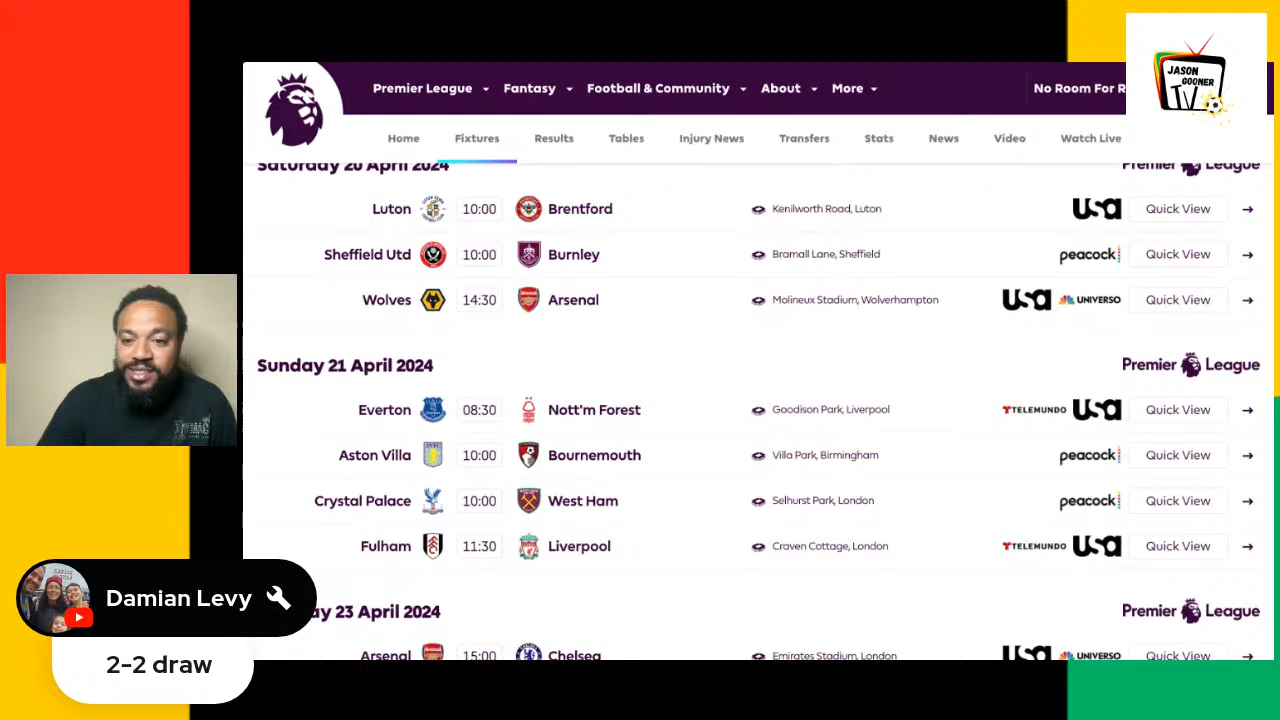 JASON
GOONER
TV
Premier League Fantasy Football & Community About More No Room For R
Home Fixtures Results Tables Injury News Transfers Stats News Video Watch Live
Saturday 20 April 2024 Premier League
Luton 10:00 Brentford Kenilworth Road, Luton USA Quick View →
Sheffield Utd 10:00 Burnley Bramall Lane, Sheffield peacock Quick View →
Wolves 14:30 Arsenal Molineux Stadium, Wolverhampton USA UNIVERSO Quick View →
Sunday 21 April 2024 Premier League
Everton 08:30 Nott'm Forest Goodison Park, Liverpool TELEMUNDO USA Quick View →
Aston Villa 10:00 Bournemouth Villa Park, Birmingham peacock Quick View →
Crystal Palace 10:00 West Ham Selhurst Park, London peacock Quick View →
Fulham 11:30 Liverpool Craven Cottage, London TELEMUNDO USA Quick View →
ay 23 April 2024 Premier League
Arsenal 15:00 Chelsea Emirates Stadium, London USA UNIVERSO Quick View →
Damian Levy
2-2 draw